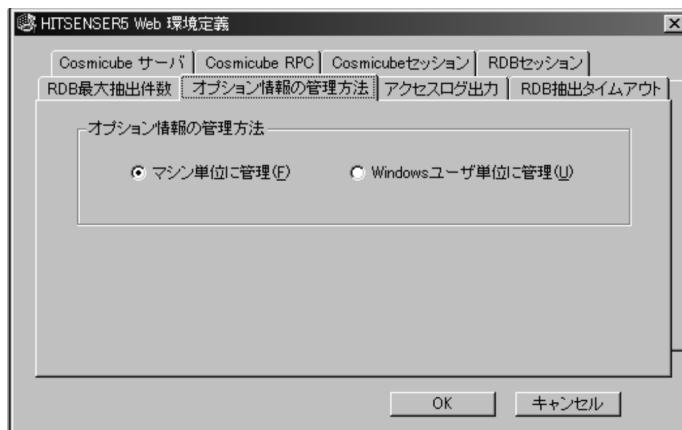 HITSENSER5 Web 環境定義
Cosmicube サーバ Cosmicube RPC Cosmicubeセッション RDBセッション
RDB最大抽出件数 オプション情報の管理方法 アクセスログ出力 RDB抽出タイムアウト
オプション情報の管理方法
マシン単位に管理(F) Windowsユーザ単位に管理(U)
OK キャンセル